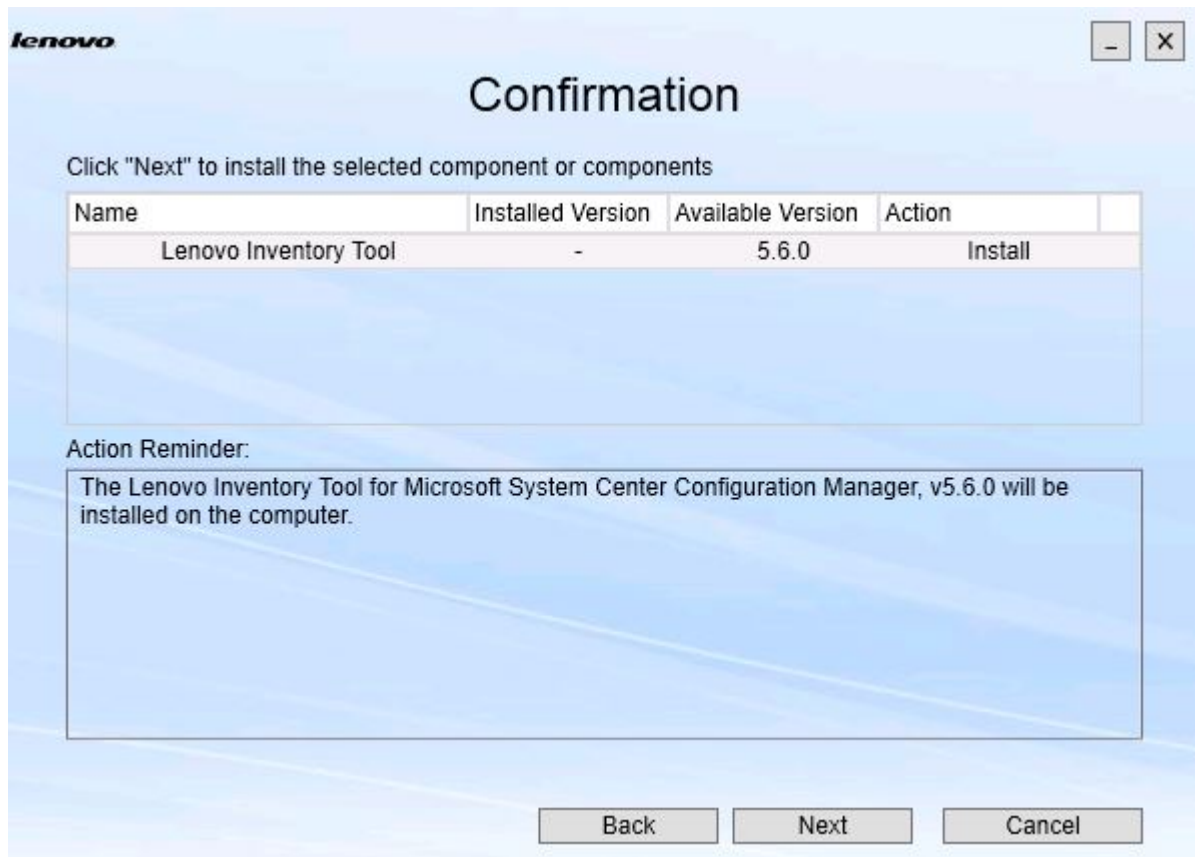 lenovo
_ X
Confirmation
Click "Next" to install the selected component or components
Name Installed Version Available Version Action
Lenovo Inventory Tool - 5.6.0 Install
Action Reminder:
The Lenovo Inventory Tool for Microsoft System Center Configuration Manager, v5.6.0 will be
installed on the computer.
Back Next Cancel